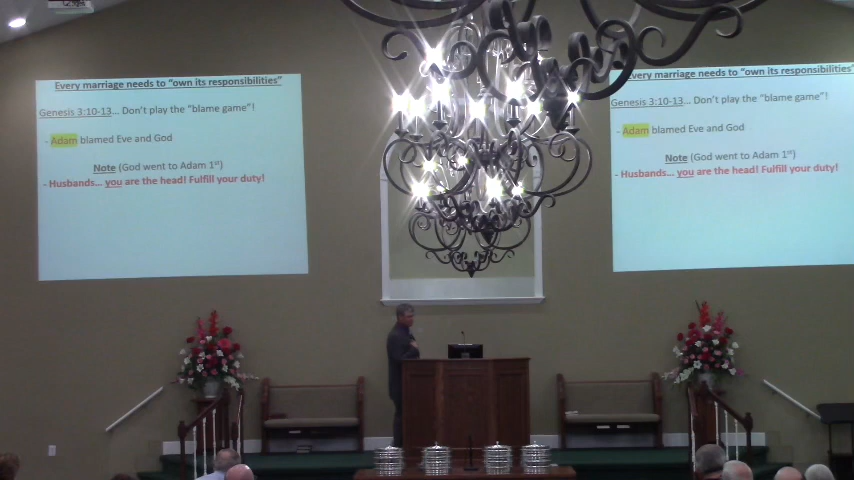 Every marriage needs to “own its responsibilities”
Genesis 3:10-13... Don’t play the “blame game”!
- Adam blamed Eve and God
Note (God went to Adam 1st)
- Husbands... you are the head! Fulfill your duty!
Every marriage needs to “own its responsibilities”
Genesis 3:10-13... Don’t play the “blame game”!
- Adam blamed Eve and God
Note (God went to Adam 1st)
- Husbands... you are the head! Fulfill your duty!